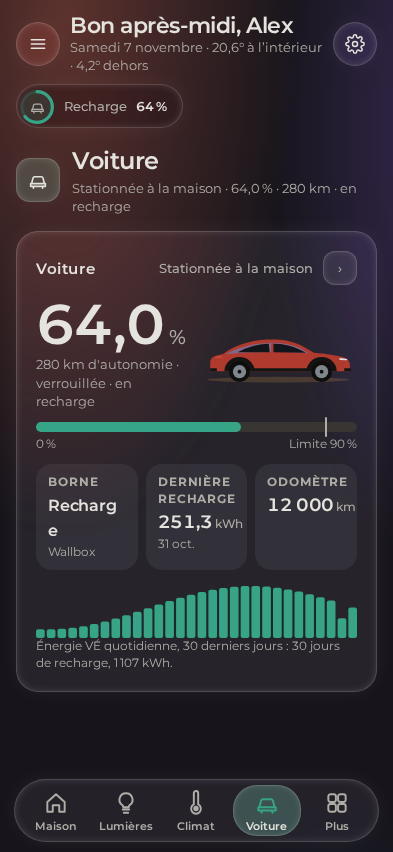 Bon après-midi, Alex
Samedi 7 novembre · 20,6° à l'intérieur
· 4,2° dehors
Recharge 64 %
Voiture
Stationnée à la maison · 64,0 % · 280 km · en
recharge
Voiture
Stationnée à la maison
64,0 %
280 km d'autonomie ·
verrouillée · en
recharge
0 %
Limite 90 %
BORNE
Recharg
e
Wallbox
DERNIÈRE
RECHARGE
251,3 kWh
31 oct.
ODOMÈTRE
12 000 km
Énergie VÉ quotidienne, 30 derniers jours : 30 jours
de recharge, 1107 kWh.
Maison
Lumières
Climat
Voiture
Plus